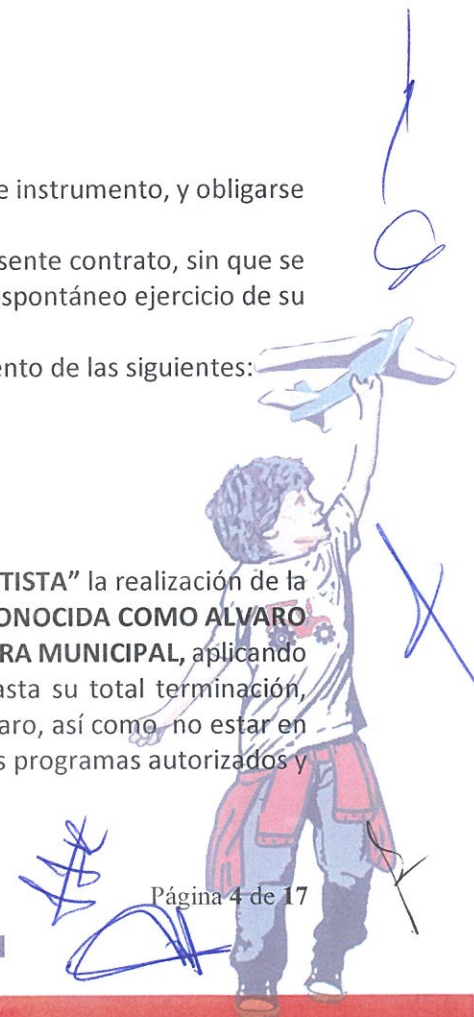 e instrumento, y obligarse
sente contrato, sin que se
spontáneo ejercicio de su
ento de las siguientes:
TISTA" la realización de la
ONOCIDA COMO ALVARO
RA MUNICIPAL, aplicando
asta su total terminación,
aro, así como, no estar en
s programas autorizados y
Página 4 de 17